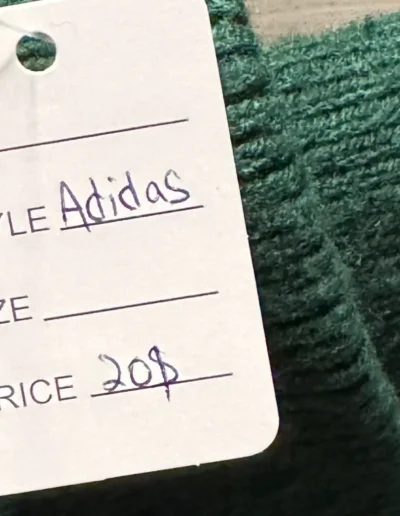 YLE Adidas
ZE
RICE 20$